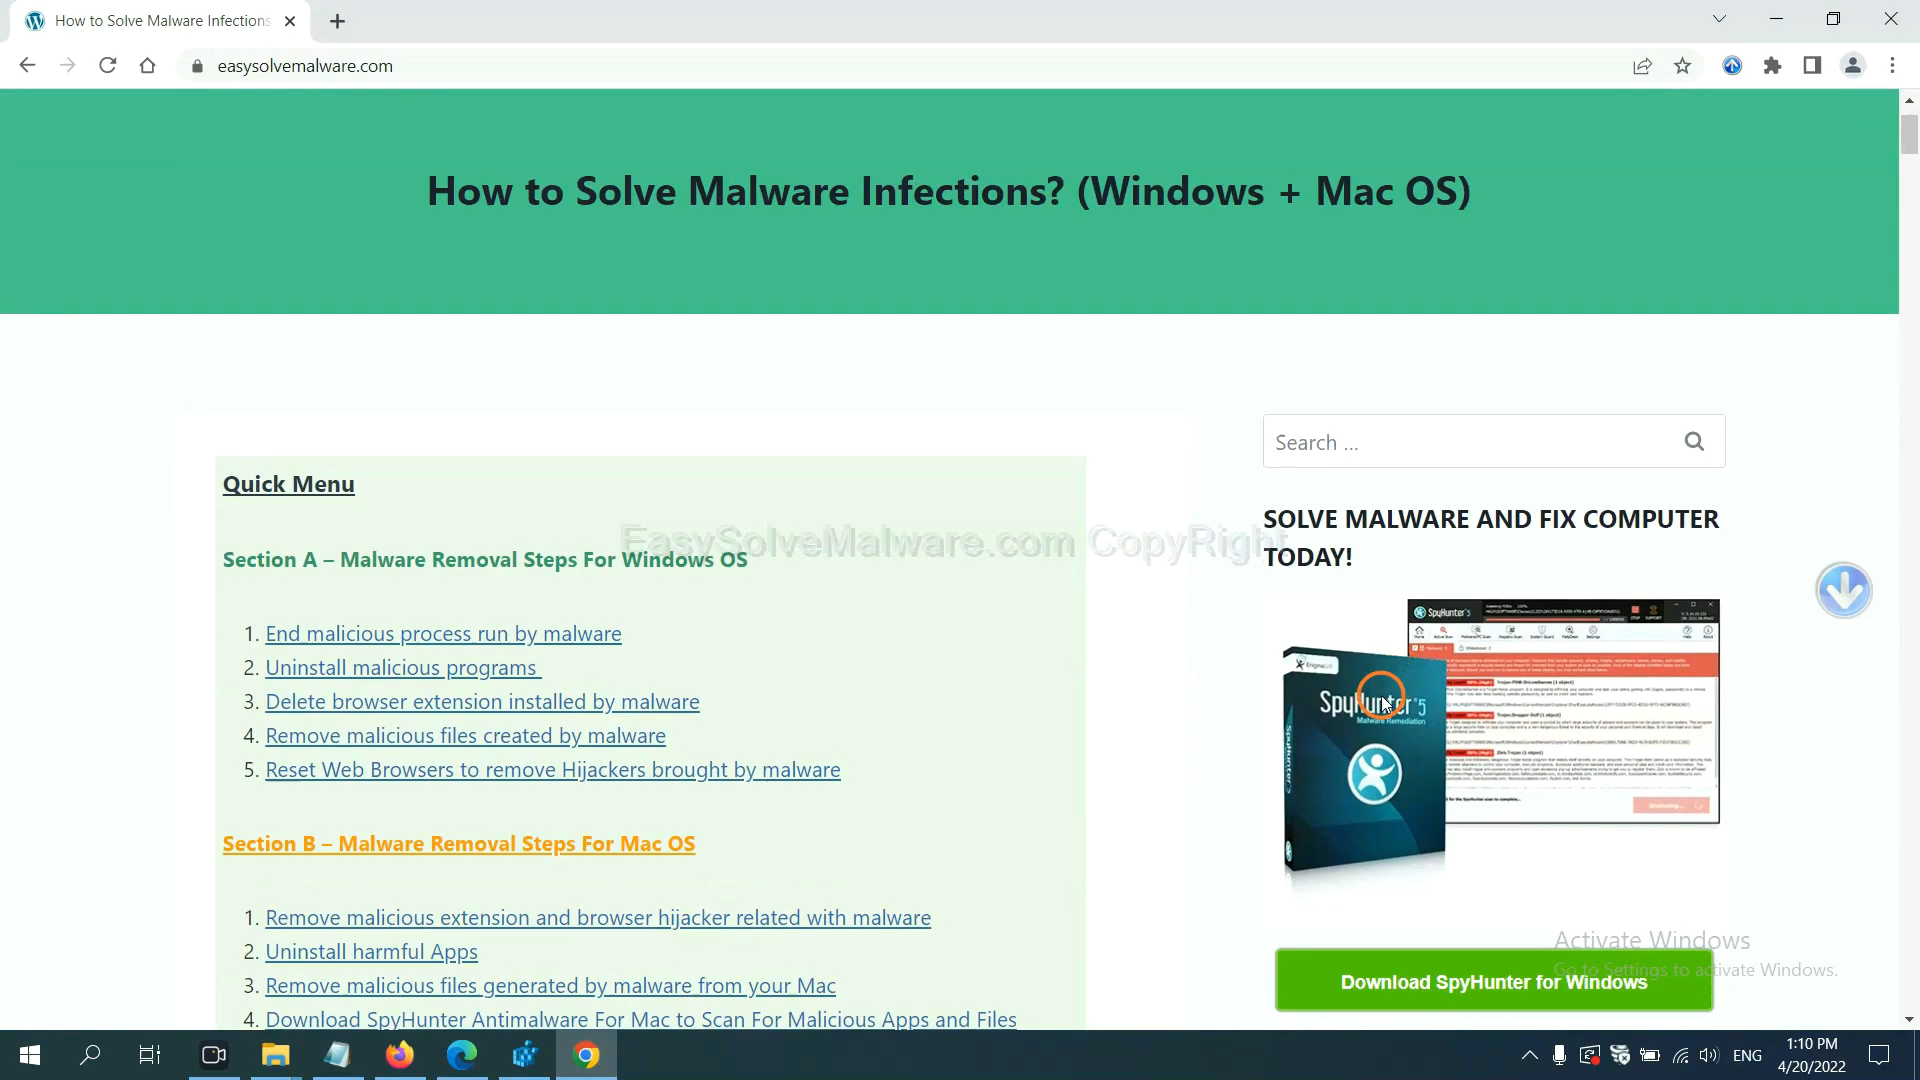 How to Solve Malware Infections
easysolvemalware.com
How to Solve Malware Infections? (Windows + Mac OS)
Quick Menu
Section A – Malware Removal Steps For Windows OS
1. End malicious process run by malware
2. Uninstall malicious programs
3. Delete browser extension installed by malware
4. Remove malicious files created by malware
5. Reset Web Browsers to remove Hijackers brought by malware
Section B – Malware Removal Steps For Mac OS
1. Remove malicious extension and browser hijacker related with malware
2. Uninstall harmful Apps
3. Remove malicious files generated by malware from your Mac
4. Download SpyHunter Antimalware For Mac to Scan For Malicious Apps and Files
EasySolveMalware.com CopyRight
Search ...
SOLVE MALWARE AND FIX COMPUTER
TODAY!
SpyHunter 5
EnigmaSoft
SpyHunter 5
Malware Remediation
Download SpyHunter for Windows
Activate Windows
Go to Settings to activate Windows.
ENG
1:10 PM
4/20/2022